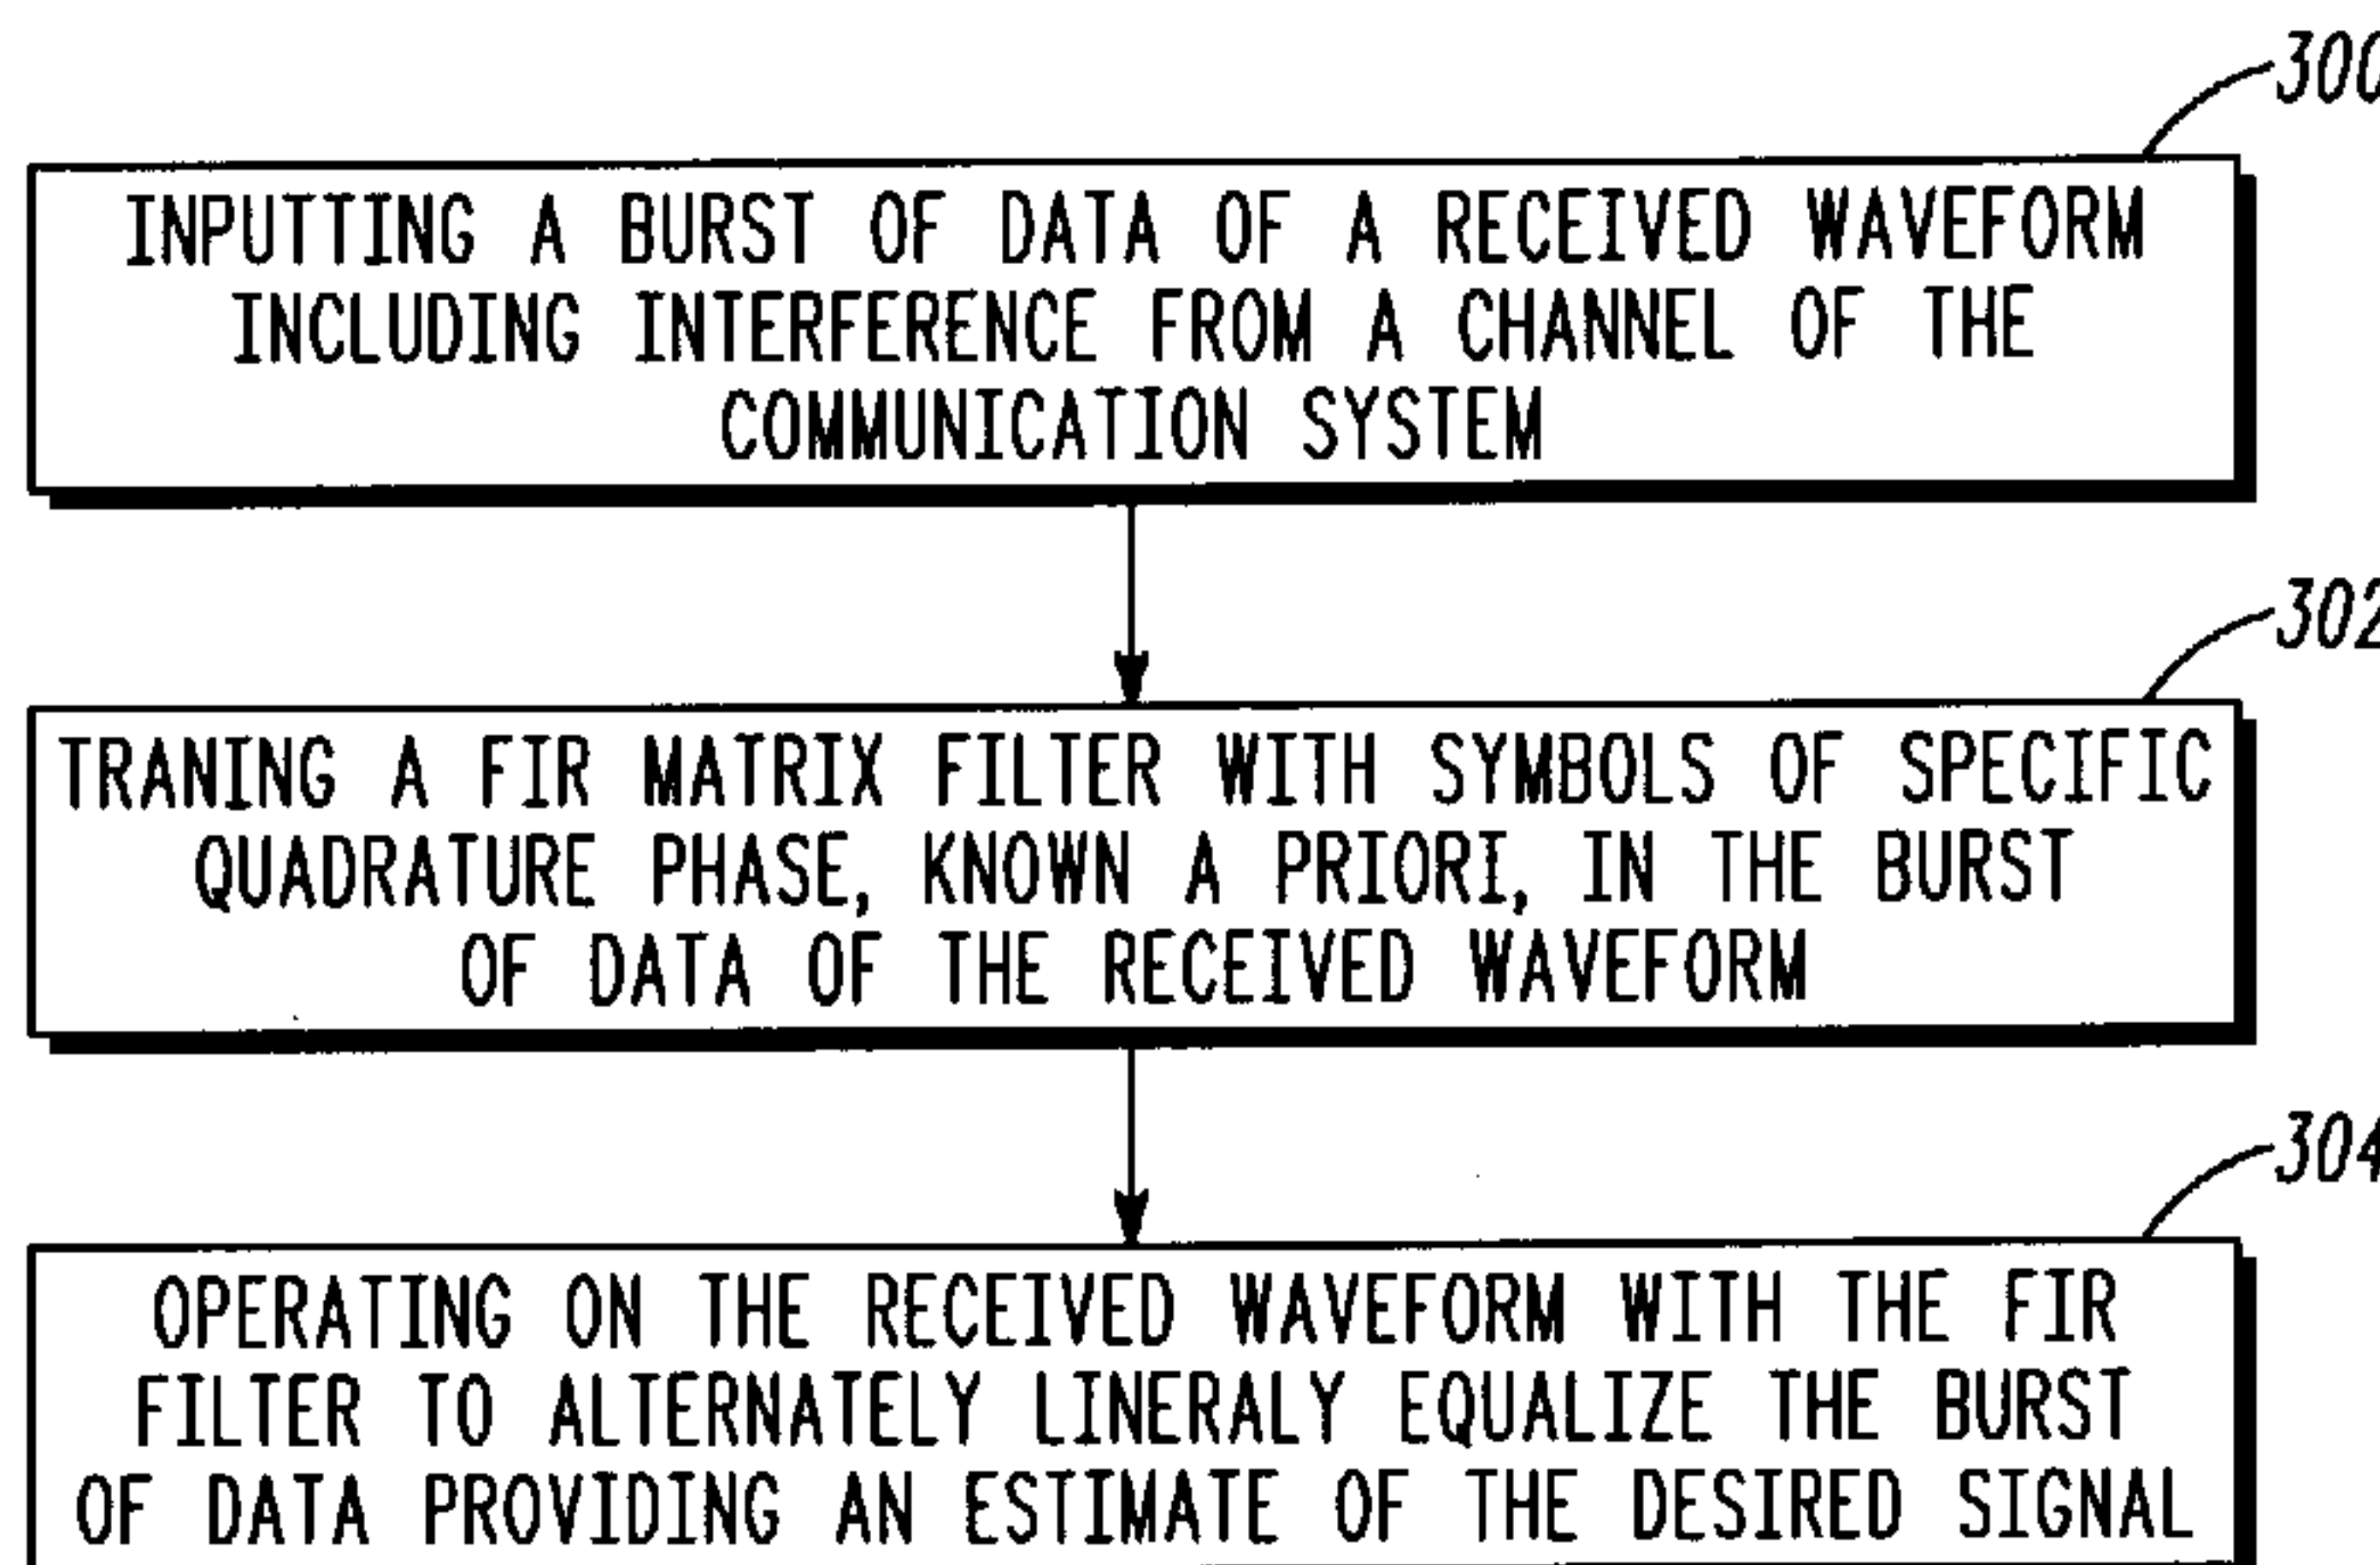 300
INPUTTING A BURST OF DATA OF A RECEIVED WAVEFORM
INCLUDING INTERFERENCE FROM A CHANNEL OF THE
COMMUNICATION SYSTEM
302
TRANING A FIR MATRIX FILTER WITH SYMBOLS OF SPECIFIC
QUADRATURE PHASE, KNOWN A PRIORI, IN THE BURST
OF DATA OF THE RECEIVED WAVEFORM
304
OPERATING ON THE RECEIVED WAVEFORM WITH THE FIR
FILTER TO ALTERNATELY LINERALY EQUALIZE THE BURST
OF DATA PROVIDING AN ESTIMATE OF THE DESIRED SIGNAL